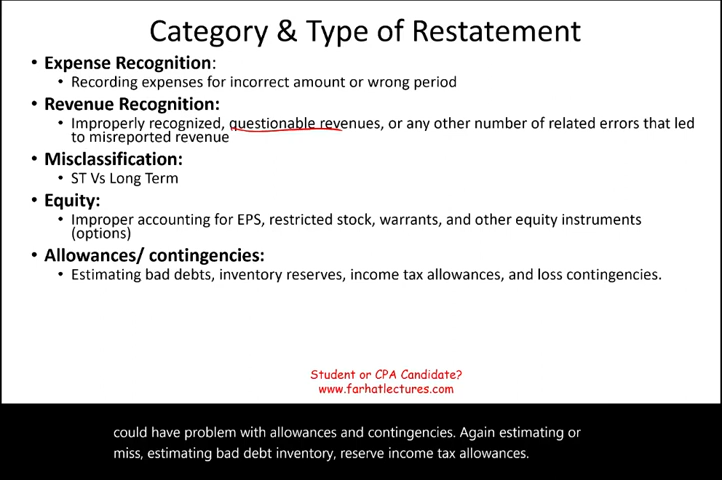 Category & Type of Restatement
• Expense Recognition:
• Recording expenses for incorrect amount or wrong period
• Revenue Recognition:
• Improperly recognized, questionable revenues, or any other number of related errors that led
to misreported revenue
• Misclassification:
• ST Vs Long Term
• Equity:
• Improper accounting for EPS, restricted stock, warrants, and other equity instruments
(options)
• Allowances/ contingencies:
• Estimating bad debts, inventory reserves, income tax allowances, and loss contingencies.
Student or CPA Candidate?
www.farhatlectures.com
could have problem with allowances and contingencies. Again estimating or
miss, estimating bad debt inventory, reserve income tax allowances.